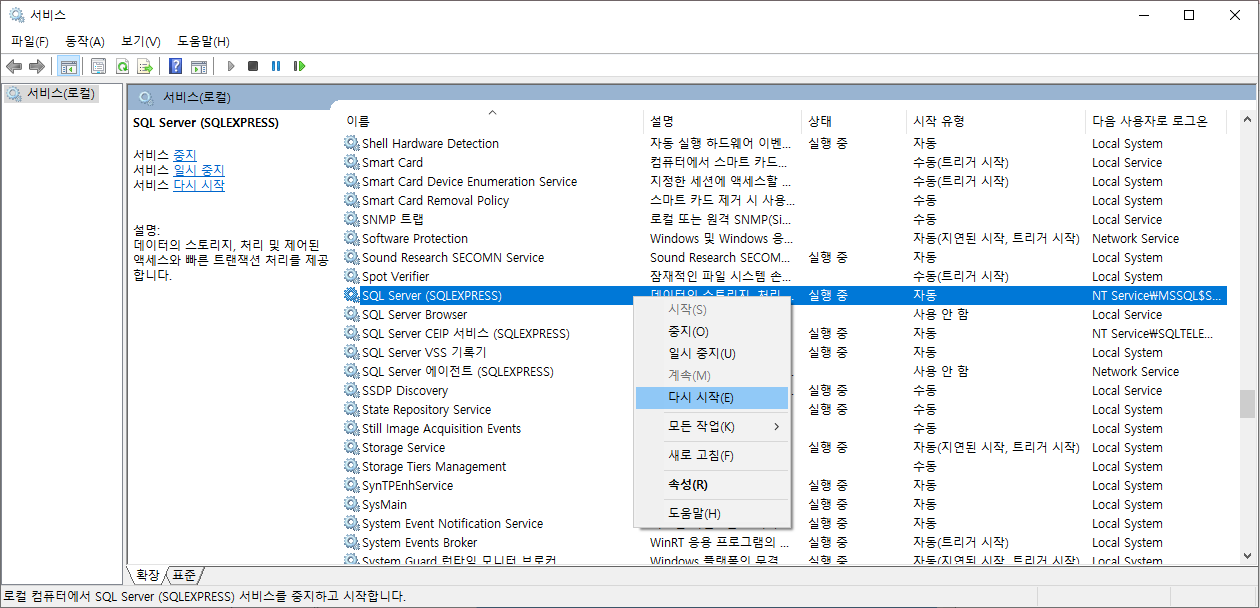 서비스
파일(F) 동작(A) 보기(V) 도움말(H)
서비스(로컬)
서비스(로컬)
SQL Server (SQLEXPRESS)
서비스 중지
서비스 일시 중지
서비스 다시 시작
설명:
데이터의 스토리지, 처리 및 제어된
액세스와 빠른 트랜잭션 처리를 제공
합니다.
이름 설명 상태 시작 유형 다음 사용자로 로그온
Shell Hardware Detection 자동 실행 하드웨어 이벤... 실행 중 자동 Local System
Smart Card 컴퓨터에서 스마트 카드... 수동(트리거 시작) Local Service
Smart Card Device Enumeration Service 지정한 세션에 액세스할 ... 수동(트리거 시작) Local System
Smart Card Removal Policy 스마트 카드 제거 시 사용... 수동 Local System
SNMP 트랩 로컬 또는 원격 SNMP(Si... 수동 Local Service
Software Protection Windows 및 Windows 응... 자동(지연된 시작, 트리거 시작) Network Service
Sound Research SECOMN Service Sound Research SECOM... 실행 중 자동 Local System
Spot Verifier 잠재적인 파일 시스템 손... 수동(트리거 시작) Local System
SQL Server (SQLEXPRESS) 데이터의 스토리지, 처리... 실행 중 자동 NT Service₩MSSQL$S...
SQL Server Browser 사용 안 함 Local Service
SQL Server CEIP 서비스 (SQLEXPRESS) 실행 중 자동 NT Service₩SQLTELE...
SQL Server VSS 기록기 실행 중 자동 Local System
SQL Server 에이전트 (SQLEXPRESS) 사용 안 함 Network Service
SSDP Discovery 실행 중 수동 Local Service
State Repository Service 실행 중 수동 Local System
Still Image Acquisition Events 수동 Local System
Storage Service 실행 중 자동(지연된 시작, 트리거 시작) Local System
Storage Tiers Management 수동 Local System
SynTPEnhService 실행 중 자동 Local System
SysMain 실행 중 자동 Local System
System Event Notification Service 실행 중 자동 Local System
System Events Broker WinRT 응용 프로그램의 ... 실행 중 자동(트리거 시작) Local System
System Guard 런타임 모니터 브로커 Windows 플랫폼의 무결... 실행 중 자동(지연된 시작, 트리거 시작) Local System
시작(S)
중지(O)
일시 중지(U)
계속(M)
다시 시작(E)
모든 작업(K)
새로 고침(F)
속성(R)
도움말(H)
확장 표준
로컬 컴퓨터에서 SQL Server (SQLEXPRESS) 서비스를 중지하고 시작합니다.